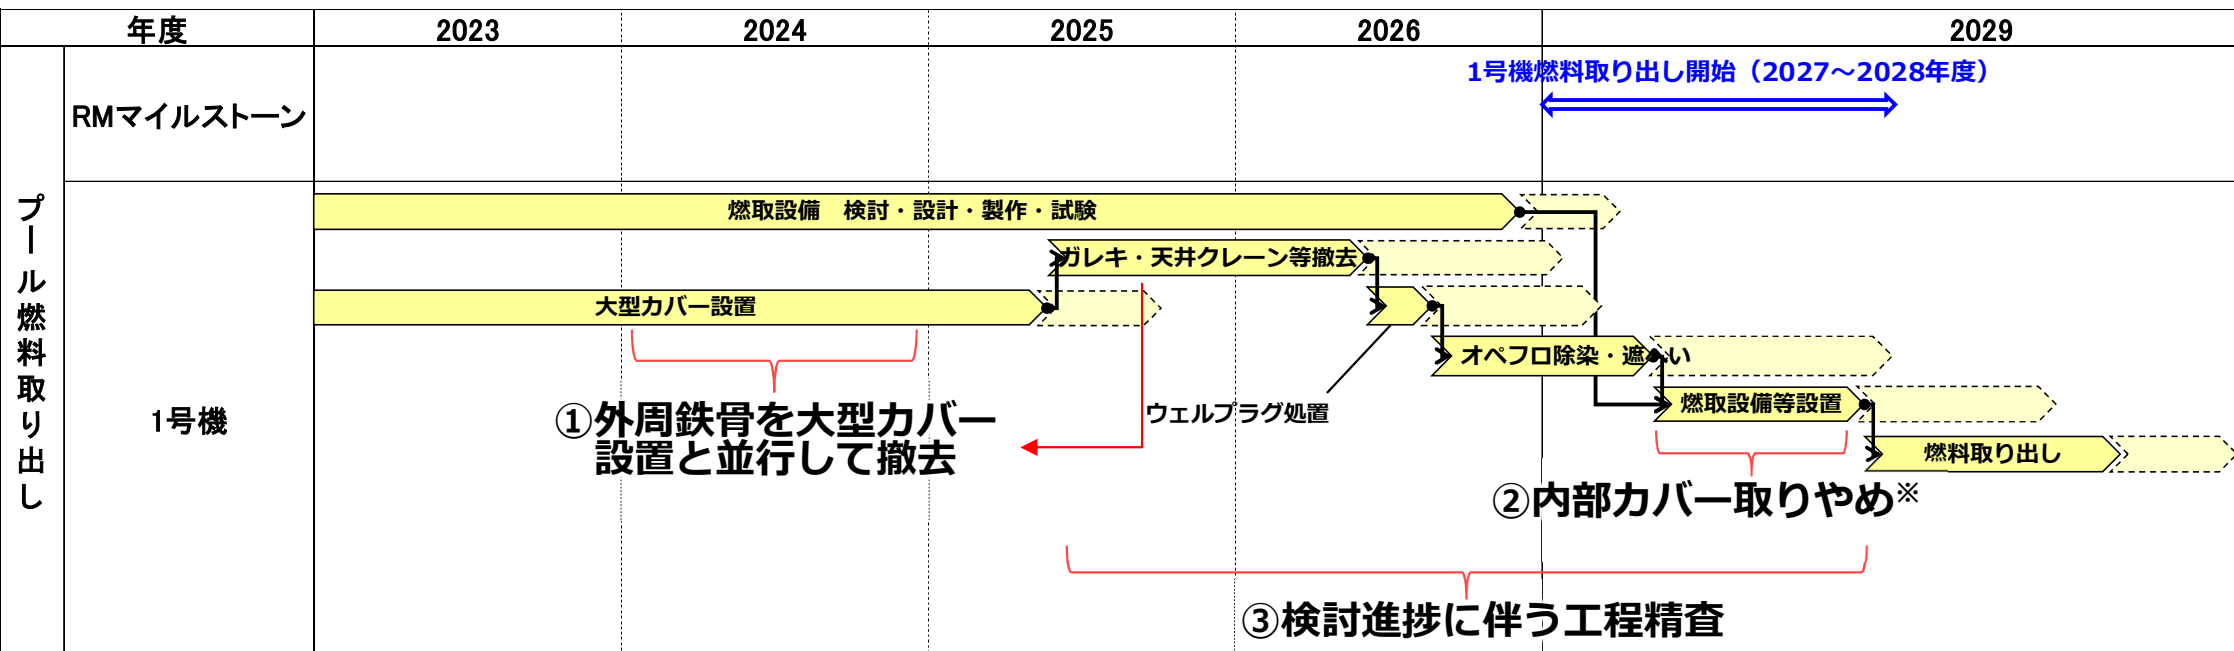 年度
2023
2024
2025
2026
2029
プール燃料取り出し
RMマイルストーン
1号機燃料取り出し開始（2027～2028年度）
1号機
燃取設備　検討・設計・製作・試験
ガレキ・天井クレーン等撤去
大型カバー設置
オペフロ除染・遮へい
ウェルプラグ処置
燃取設備等設置
燃料取り出し
①外周鉄骨を大型カバー
設置と並行して撤去
②内部カバー取りやめ※
③検討進捗に伴う工程精査